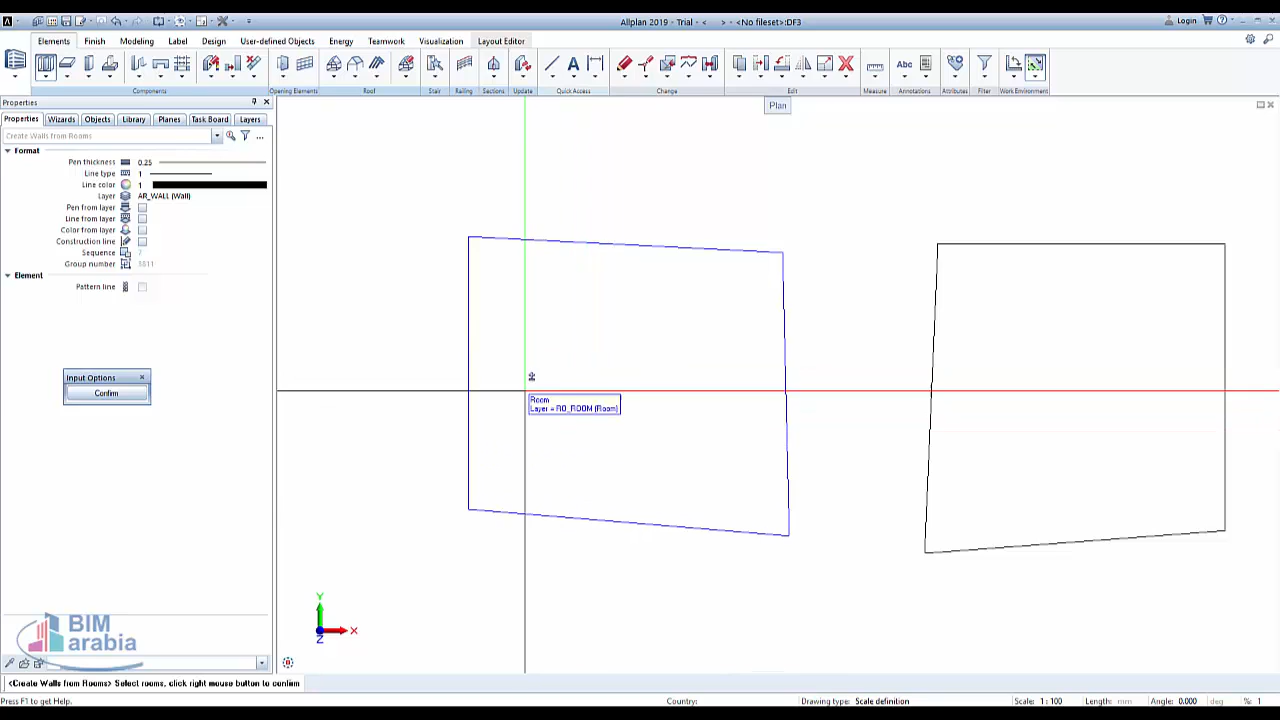 Allplan 2019 - Trial - < > - <No fileset>:DF3
Login
Elements Finish Modeling Label Design User-defined Objects Energy Teamwork Visualization Layout Editor
Abc
Components Opening Elements Roof Stair Railing Sections Update Quick Access Change Edit Measure Annotations Attributes Filter Work Environment
Properties
Plan
Properties Wizards Objects Library Planes Task Board Layers
Create Walls from Rooms
Format
Pen thickness 0.25
Line type 1
Line color 1
Layer AR_WALL (Wall)
Pen from layer
Line from layer
Color from layer
Construction line
Sequence 7
Group number
Element
Pattern line
Input Options
Confirm
Room
Layer = RO_ROOM (Room)
Y
X
Z
BIM
arabia
<Create Walls from Rooms> Select rooms, click right mouse button to confirm
Press F1 to get Help.
Country:
Drawing type: Scale definition
Scale: 1 : 100
Length: mm
Angle: 0.000 deg
%: 1